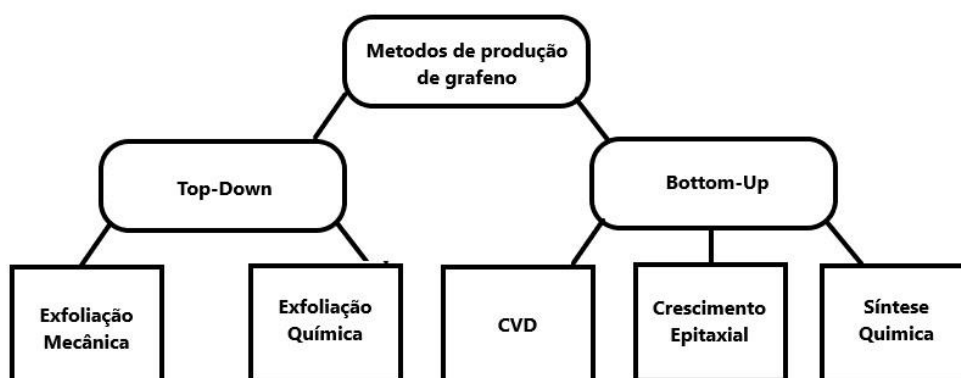 Metodos de produção
de grafeno
Top-Down
Bottom-Up
Exfoliação
Mecânica
Exfoliação
Química
CVD
Crescimento
Epitaxial
Síntese
Quimica